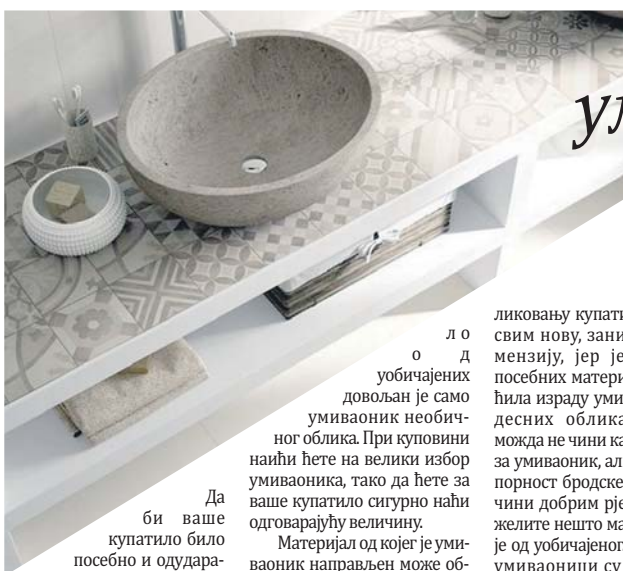 Да
би ваше
купатило било
посебно и одудара-
л о
о д
уобичајених
довољан је само
умиваоник необич-
ног облика. При куповини
наићи ћете на велики избор
умиваоника, тако да ћете за
ваше купатило сигурно наћи
одговарајућу величину.
Материјал од којег је уми-
ваоник направљен може об-
ликовању купати
свим нову, зани
мензију, јер је
посебних матери
ћила израду уми
десних облика
можда не чини ка
за умиваоник, ал
порност бродске
чини добрим рје
желите нешто ма
је од уобичајеног
умиваоници су